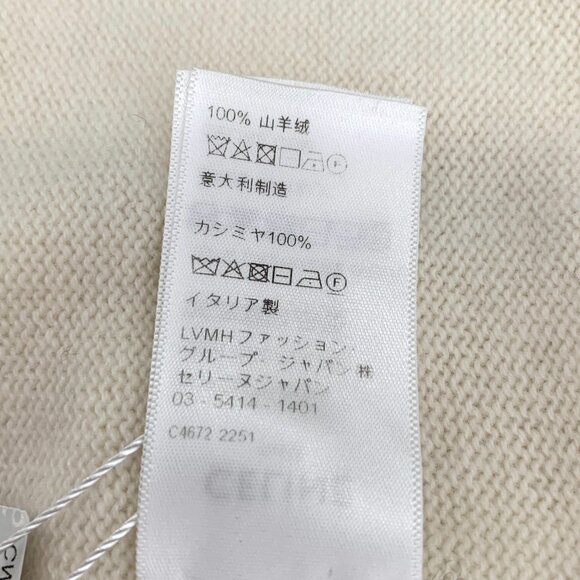 100% 山羊绒
意大利制造
カシミヤ100%
F
イタリア製
LVMHファッション
グループ - ジャパン 株
セリーヌジャパン
03 - 5414 - 1401
C4672 2251
CELINE